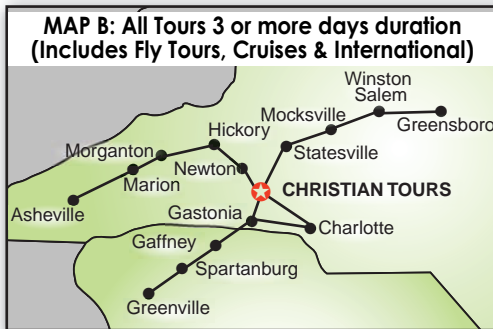 MAP B: All Tours 3 or more days duration
(Includes Fly Tours, Cruises & International)
Winston
Salem
Mocksville
Greensboro
Hickory
Statesville
Morganton
Newton
Marion
CHRISTIAN TOURS
Asheville
Gastonia
Charlotte
Gaffney
Spartanburg
Greenville